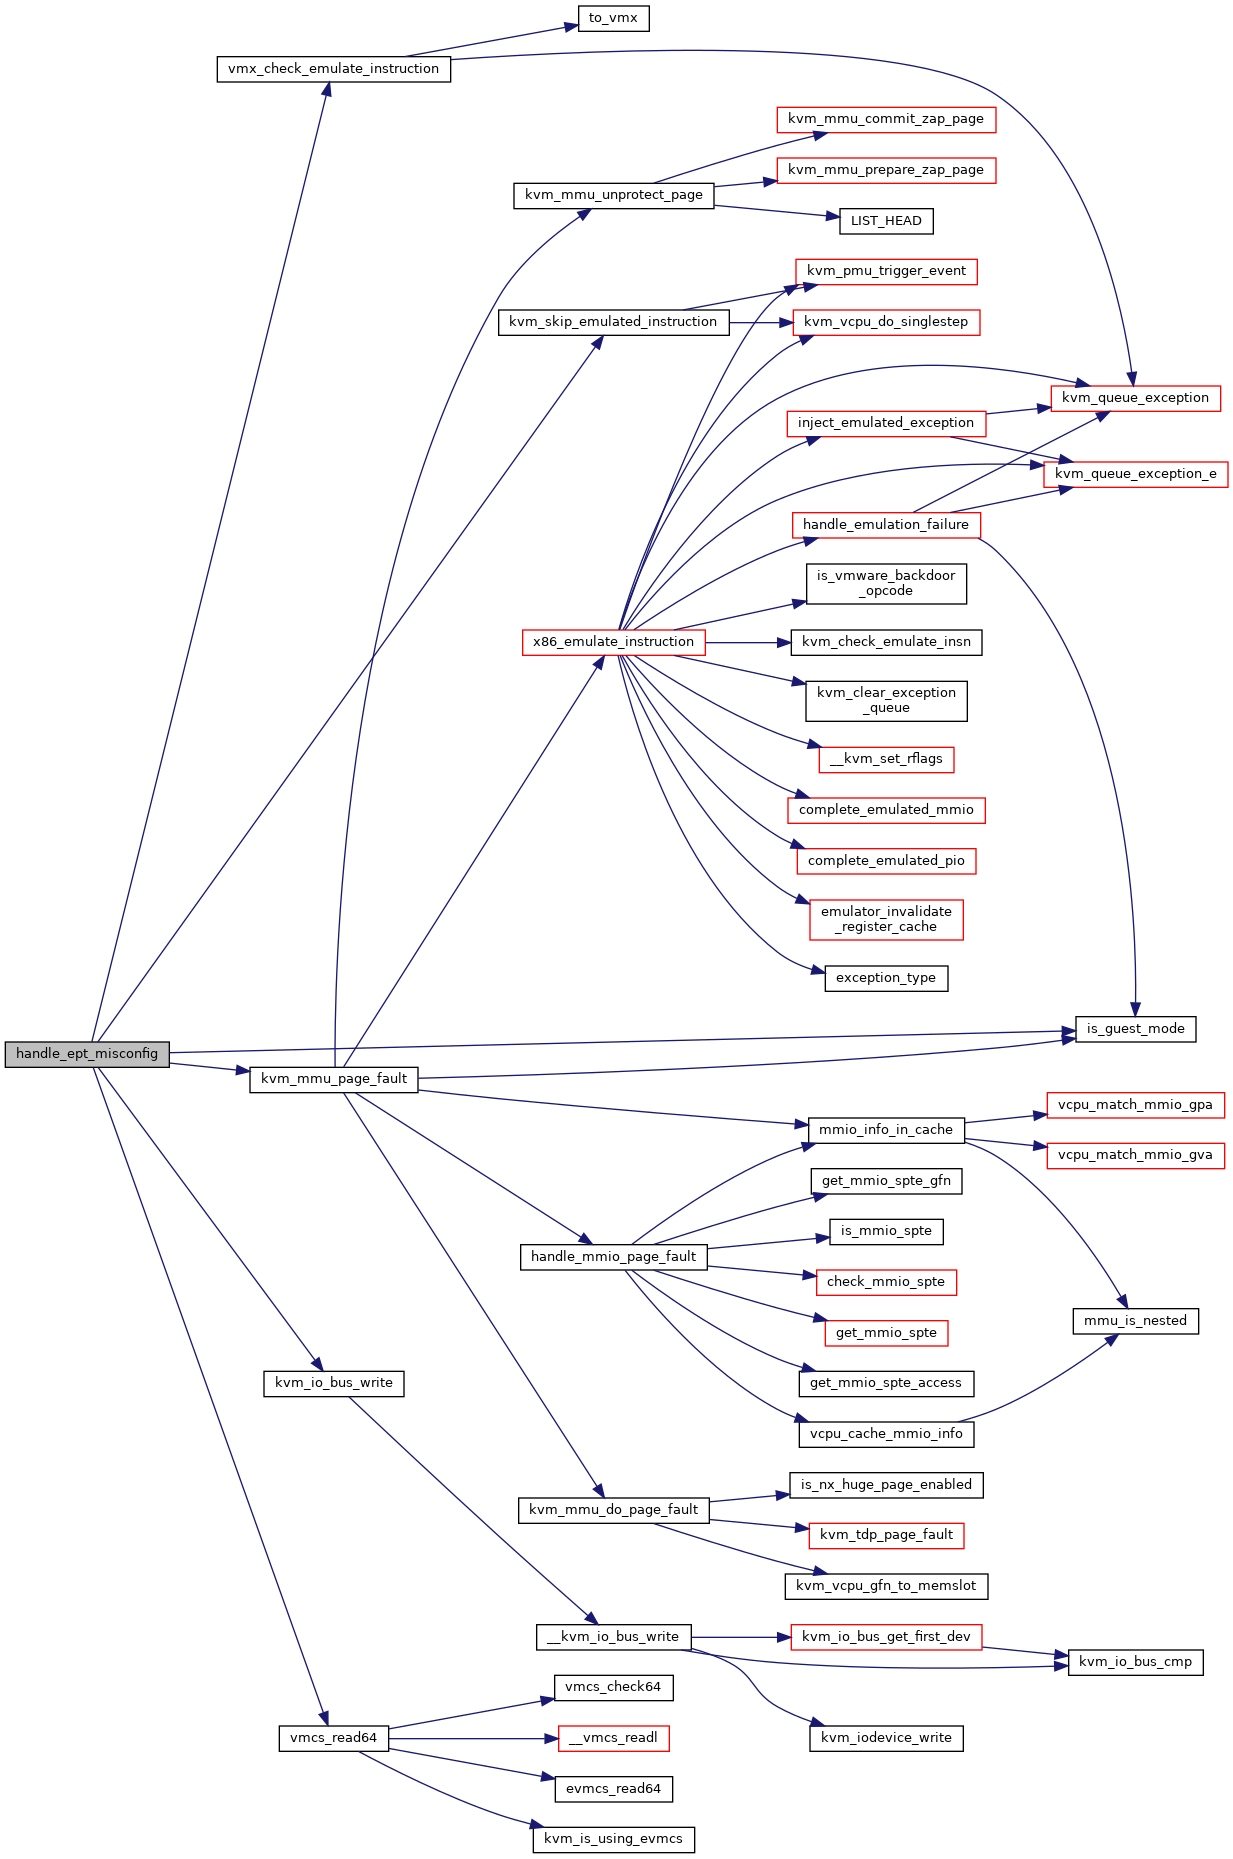 to_vmx
vmx_check_emulate_instruction
kvm_mmu_commit_zap_page
kvm_mmu_prepare_zap_page
kvm_mmu_unprotect_page
LIST_HEAD
kvm_pmu_trigger_event
kvm_skip_emulated_instruction
kvm_vcpu_do_singlestep
kvm_queue_exception
inject_emulated_exception
kvm_queue_exception_e
handle_emulation_failure
is_vmware_backdoor
_opcode
x86_emulate_instruction
kvm_check_emulate_insn
kvm_clear_exception
_queue
__kvm_set_rflags
complete_emulated_mmio
complete_emulated_pio
emulator_invalidate
_register_cache
exception_type
is_guest_mode
handle_ept_misconfig
kvm_mmu_page_fault
vcpu_match_mmio_gpa
mmio_info_in_cache
vcpu_match_mmio_gva
get_mmio_spte_gfn
is_mmio_spte
handle_mmio_page_fault
check_mmio_spte
mmu_is_nested
get_mmio_spte
kvm_io_bus_write
get_mmio_spte_access
vcpu_cache_mmio_info
is_nx_huge_page_enabled
kvm_mmu_do_page_fault
kvm_tdp_page_fault
kvm_vcpu_gfn_to_memslot
__kvm_io_bus_write
kvm_io_bus_get_first_dev
kvm_io_bus_cmp
vmcs_check64
vmcs_read64
__vmcs_readl
kvm_iodevice_write
evmcs_read64
kvm_is_using_evmcs